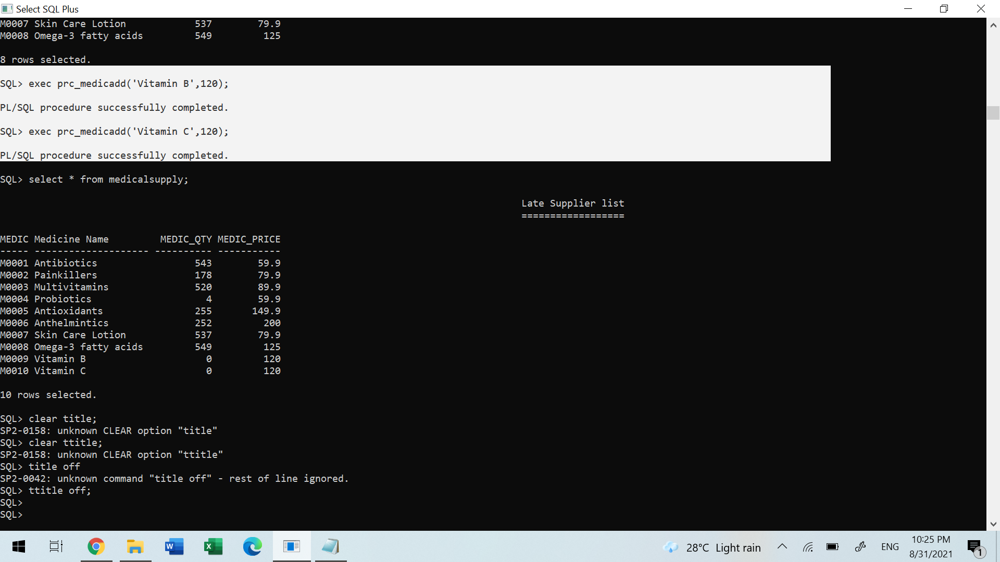 Select SQL Plus
M0007 Skin Care Lotion            537        79.9
M0008 Omega-3 fatty acids         549         125
8 rows selected.
SQL> exec prc_medicadd('Vitamin B',120);
PL/SQL procedure successfully completed.
SQL> exec prc_medicadd('Vitamin C',120);
PL/SQL procedure successfully completed.
SQL> select * from medicalsupply;
Late Supplier list
==================
MEDIC Medicine Name         MEDIC_QTY MEDIC_PRICE
----- -------------------- ---------- -----------
M0001 Antibiotics                 543        59.9
M0002 Painkillers                 178        79.9
M0003 Multivitamins               520        89.9
M0004 Probiotics                    4        59.9
M0005 Antioxidants                255       149.9
M0006 Anthelmintics               252         200
M0007 Skin Care Lotion            537        79.9
M0008 Omega-3 fatty acids         549         125
M0009 Vitamin B                     0         120
M0010 Vitamin C                     0         120
10 rows selected.
SQL> clear title;
SP2-0158: unknown CLEAR option "title"
SQL> clear ttitle;
SP2-0158: unknown CLEAR option "ttitle"
SQL> title off
SP2-0042: unknown command "title off" - rest of line ignored.
SQL> ttitle off;
SQL>
SQL>
W
X
28°C Light rain
ENG
10:25 PM
8/31/2021
1